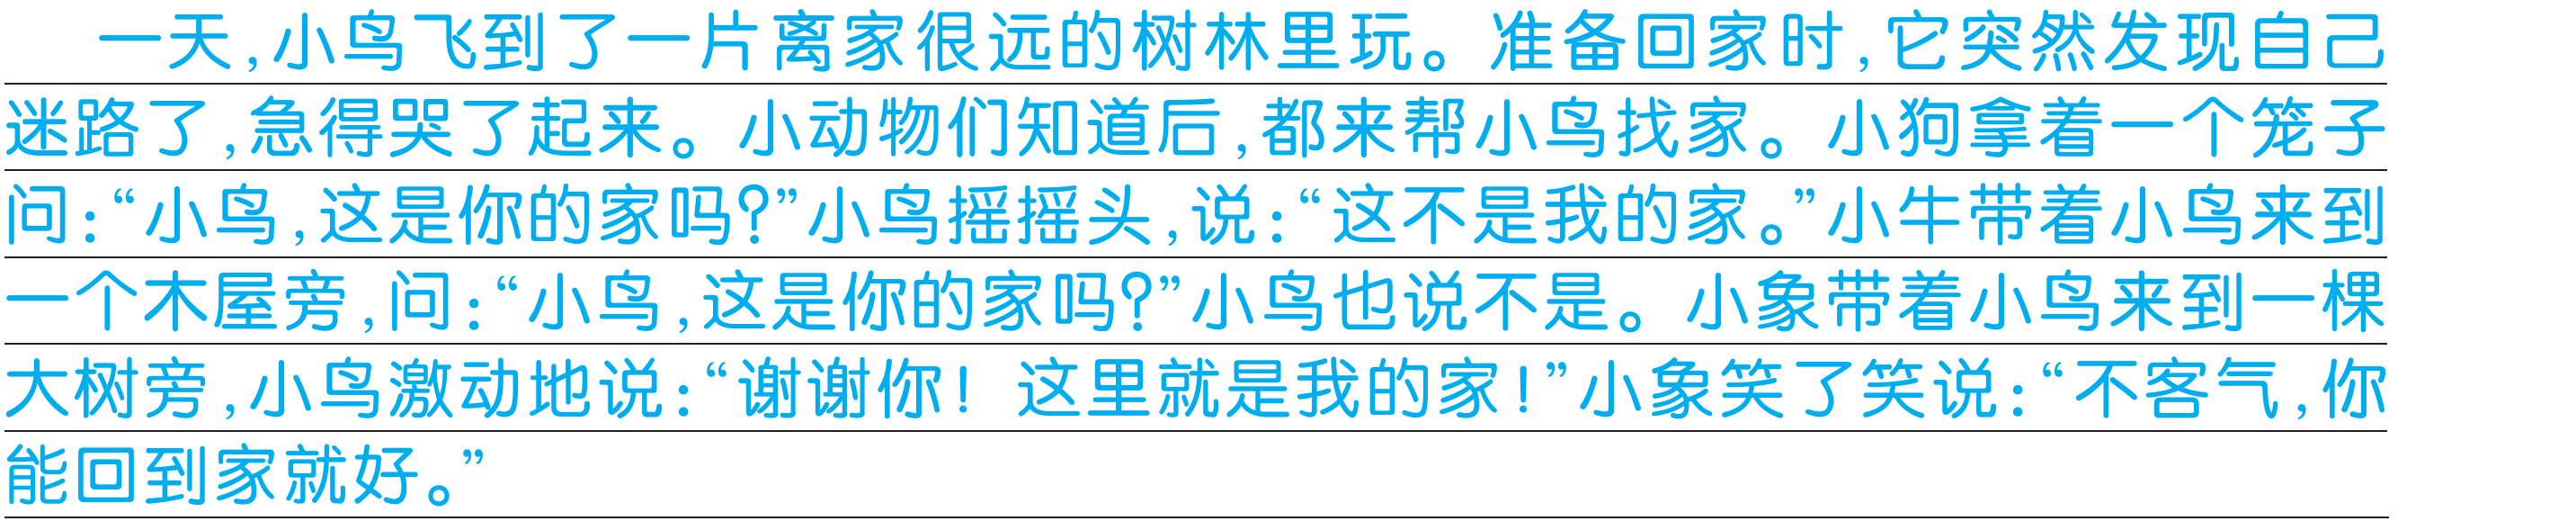 一天,小鸟飞到了一片离家很远的树林里玩。准备回家时,它突然发现自己
迷路了,急得哭了起来。小动物们知道后,都来帮小鸟找家。小狗拿着一个笼子
问:“小鸟,这是你的家吗?”小鸟摇摇头,说:“这不是我的家。”小牛带着小鸟来到
一个木屋旁,问:“小鸟,这是你的家吗?”小鸟也说不是。小象带着小鸟来到一棵
大树旁,小鸟激动地说:“谢谢你! 这里就是我的家!”小象笑了笑说:“不客气,你
能回到家就好。”